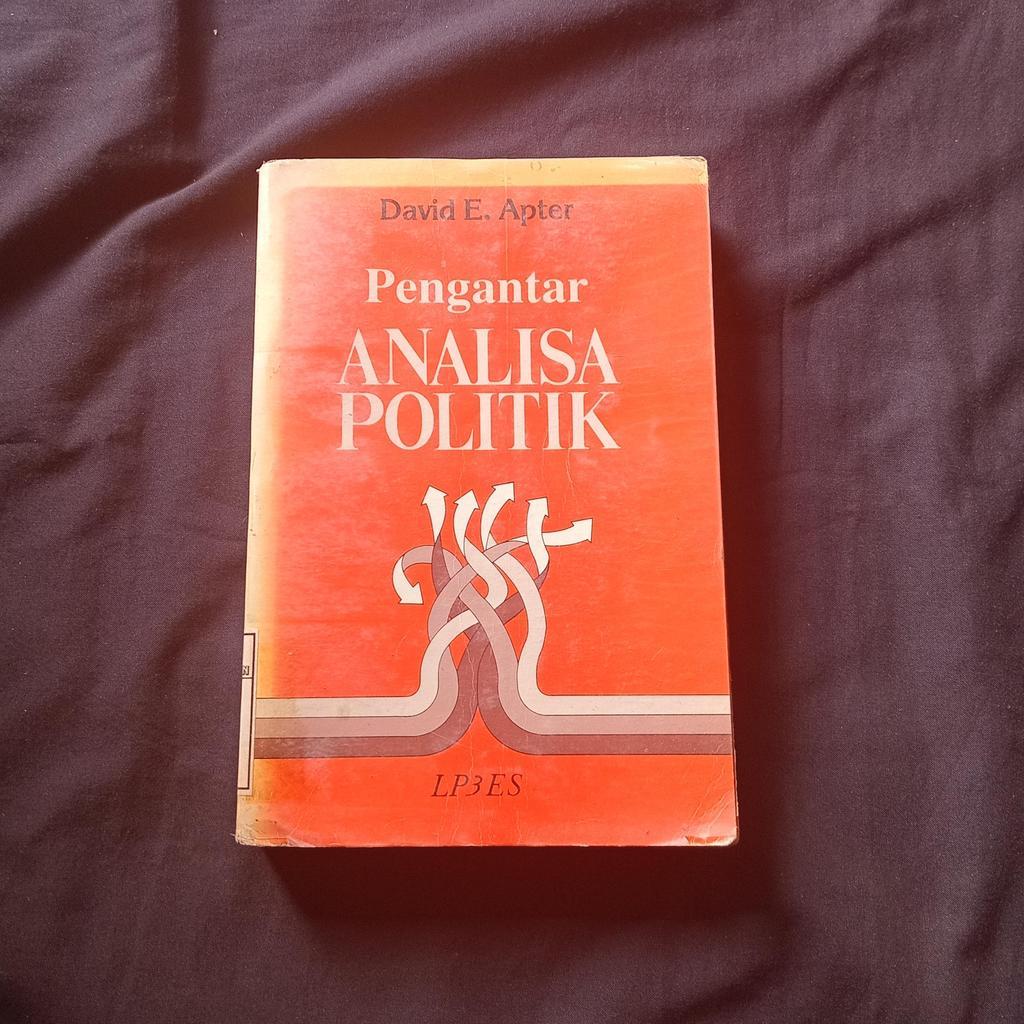 David E. Apter
Pengantar
ANALISA
POLITIK
LP3ES